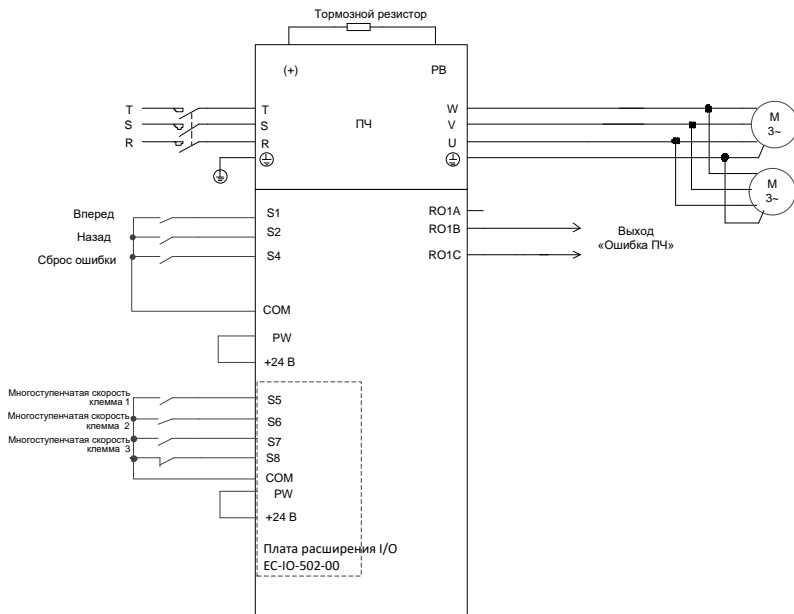 Тормозной резистор
(+)
PB
T
S
R
T
S
R
ПЧ
W
V
U
M
3~
M
3~
Вперед
Назад
Сброс ошибки
S1
S2
S4
COM
PW
+24 В
RO1A
RO1B
RO1C
Выход
«Ошибка ПЧ»
Многоступенчатая скорость
клемма 1
Многоступенчатая скорость
клемма 2
Многоступенчатая скорость
клемма 3
S5
S6
S7
S8
COM
PW
+24 В
Плата расширения I/O
EC-IO-502-00